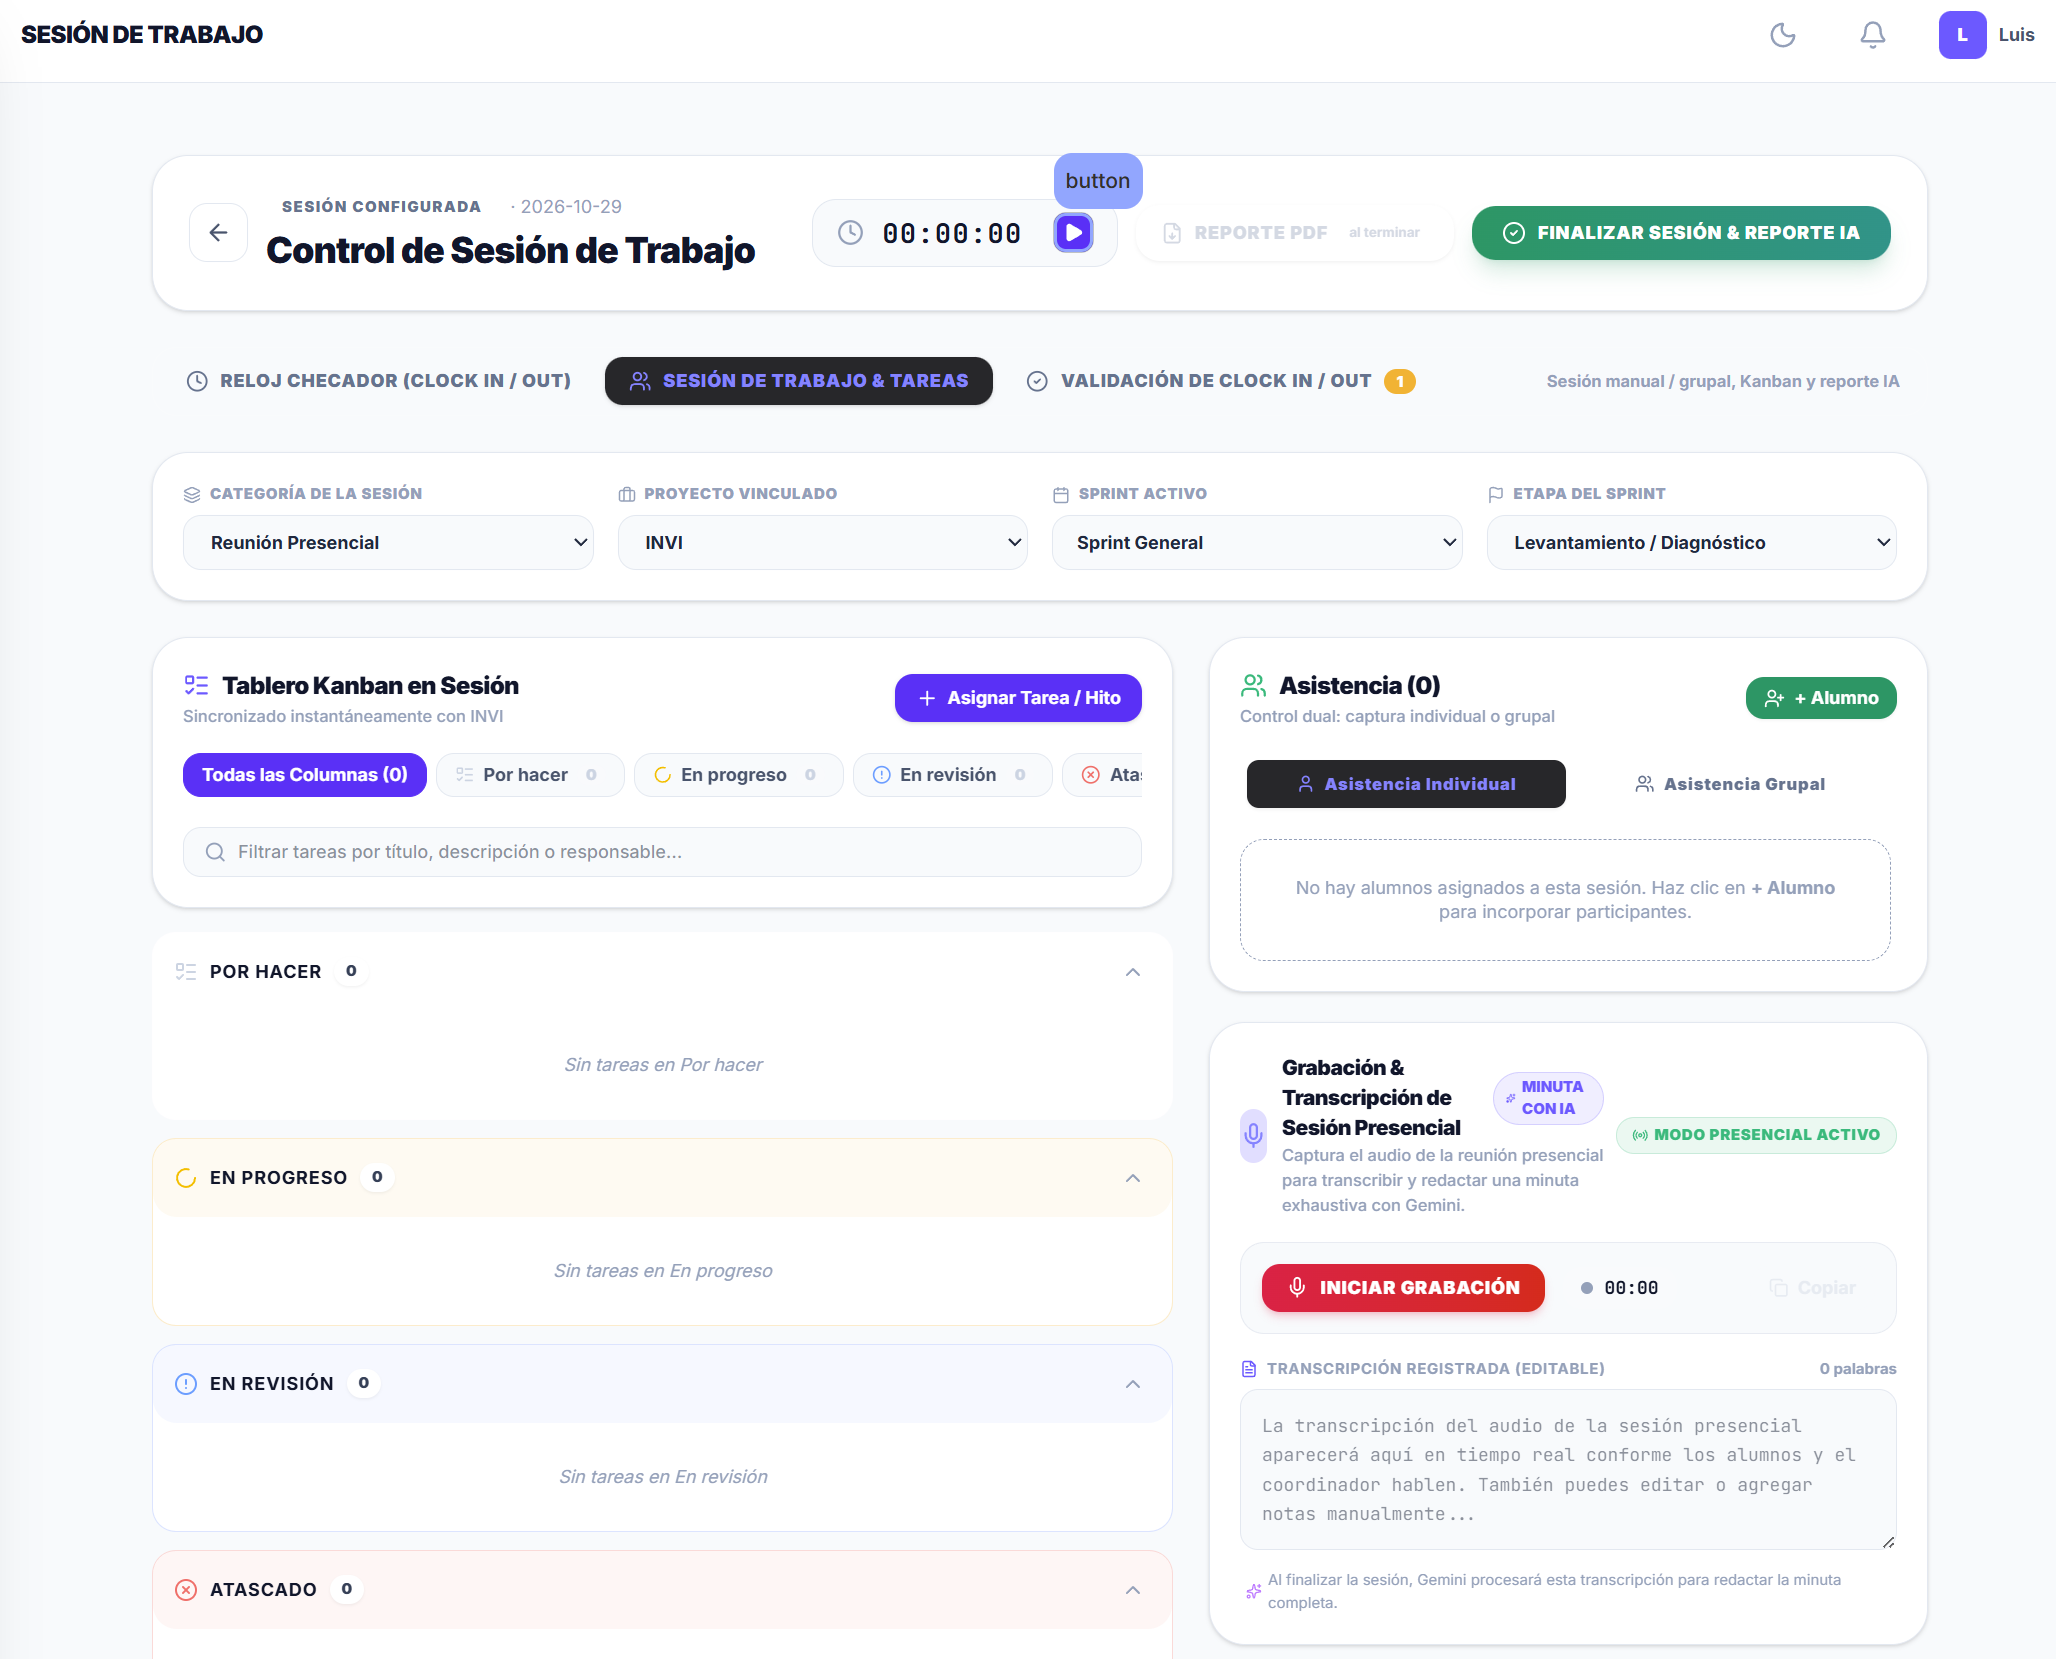 SESIÓN DE TRABAJO
L
Luis
button
SESIÓN CONFIGURADA · 2026-10-29
Control de Sesión de Trabajo
00:00:00
REPORTE PDF al terminar
FINALIZAR SESIÓN & REPORTE IA
RELOJ CHECADOR (CLOCK IN / OUT)
SESIÓN DE TRABAJO & TAREAS
VALIDACIÓN DE CLOCK IN / OUT 1
Sesión manual / grupal, Kanban y reporte IA
CATEGORÍA DE LA SESIÓN
Reunión Presencial
PROYECTO VINCULADO
INVI
SPRINT ACTIVO
Sprint General
ETAPA DEL SPRINT
Levantamiento / Diagnóstico
Tablero Kanban en Sesión
Sincronizado instantáneamente con INVI
+ Asignar Tarea / Hito
Todas las Columnas (0)
Por hacer 0
En progreso 0
En revisión 0
Atas
Filtrar tareas por título, descripción o responsable...
POR HACER 0
Sin tareas en Por hacer
EN PROGRESO 0
Sin tareas en En progreso
EN REVISIÓN 0
Sin tareas en En revisión
ATASCADO 0
Asistencia (0)
Control dual: captura individual o grupal
+ Alumno
Asistencia Individual
Asistencia Grupal
No hay alumnos asignados a esta sesión. Haz clic en + Alumno
para incorporar participantes.
Grabación &
Transcripción de
Sesión Presencial
MINUTA
CON IA
Captura el audio de la reunión presencial
para transcribir y redactar una minuta
exhaustiva con Gemini.
MODO PRESENCIAL ACTIVO
INICIAR GRABACIÓN
00:00
Copiar
TRANSCRIPCIÓN REGISTRADA (EDITABLE)
0 palabras
La transcripción del audio de la sesión presencial
aparecerá aquí en tiempo real conforme los alumnos y el
coordinador hablen. También puedes editar o agregar
notas manualmente...
Al finalizar la sesión, Gemini procesará esta transcripción para redactar la minuta
completa.